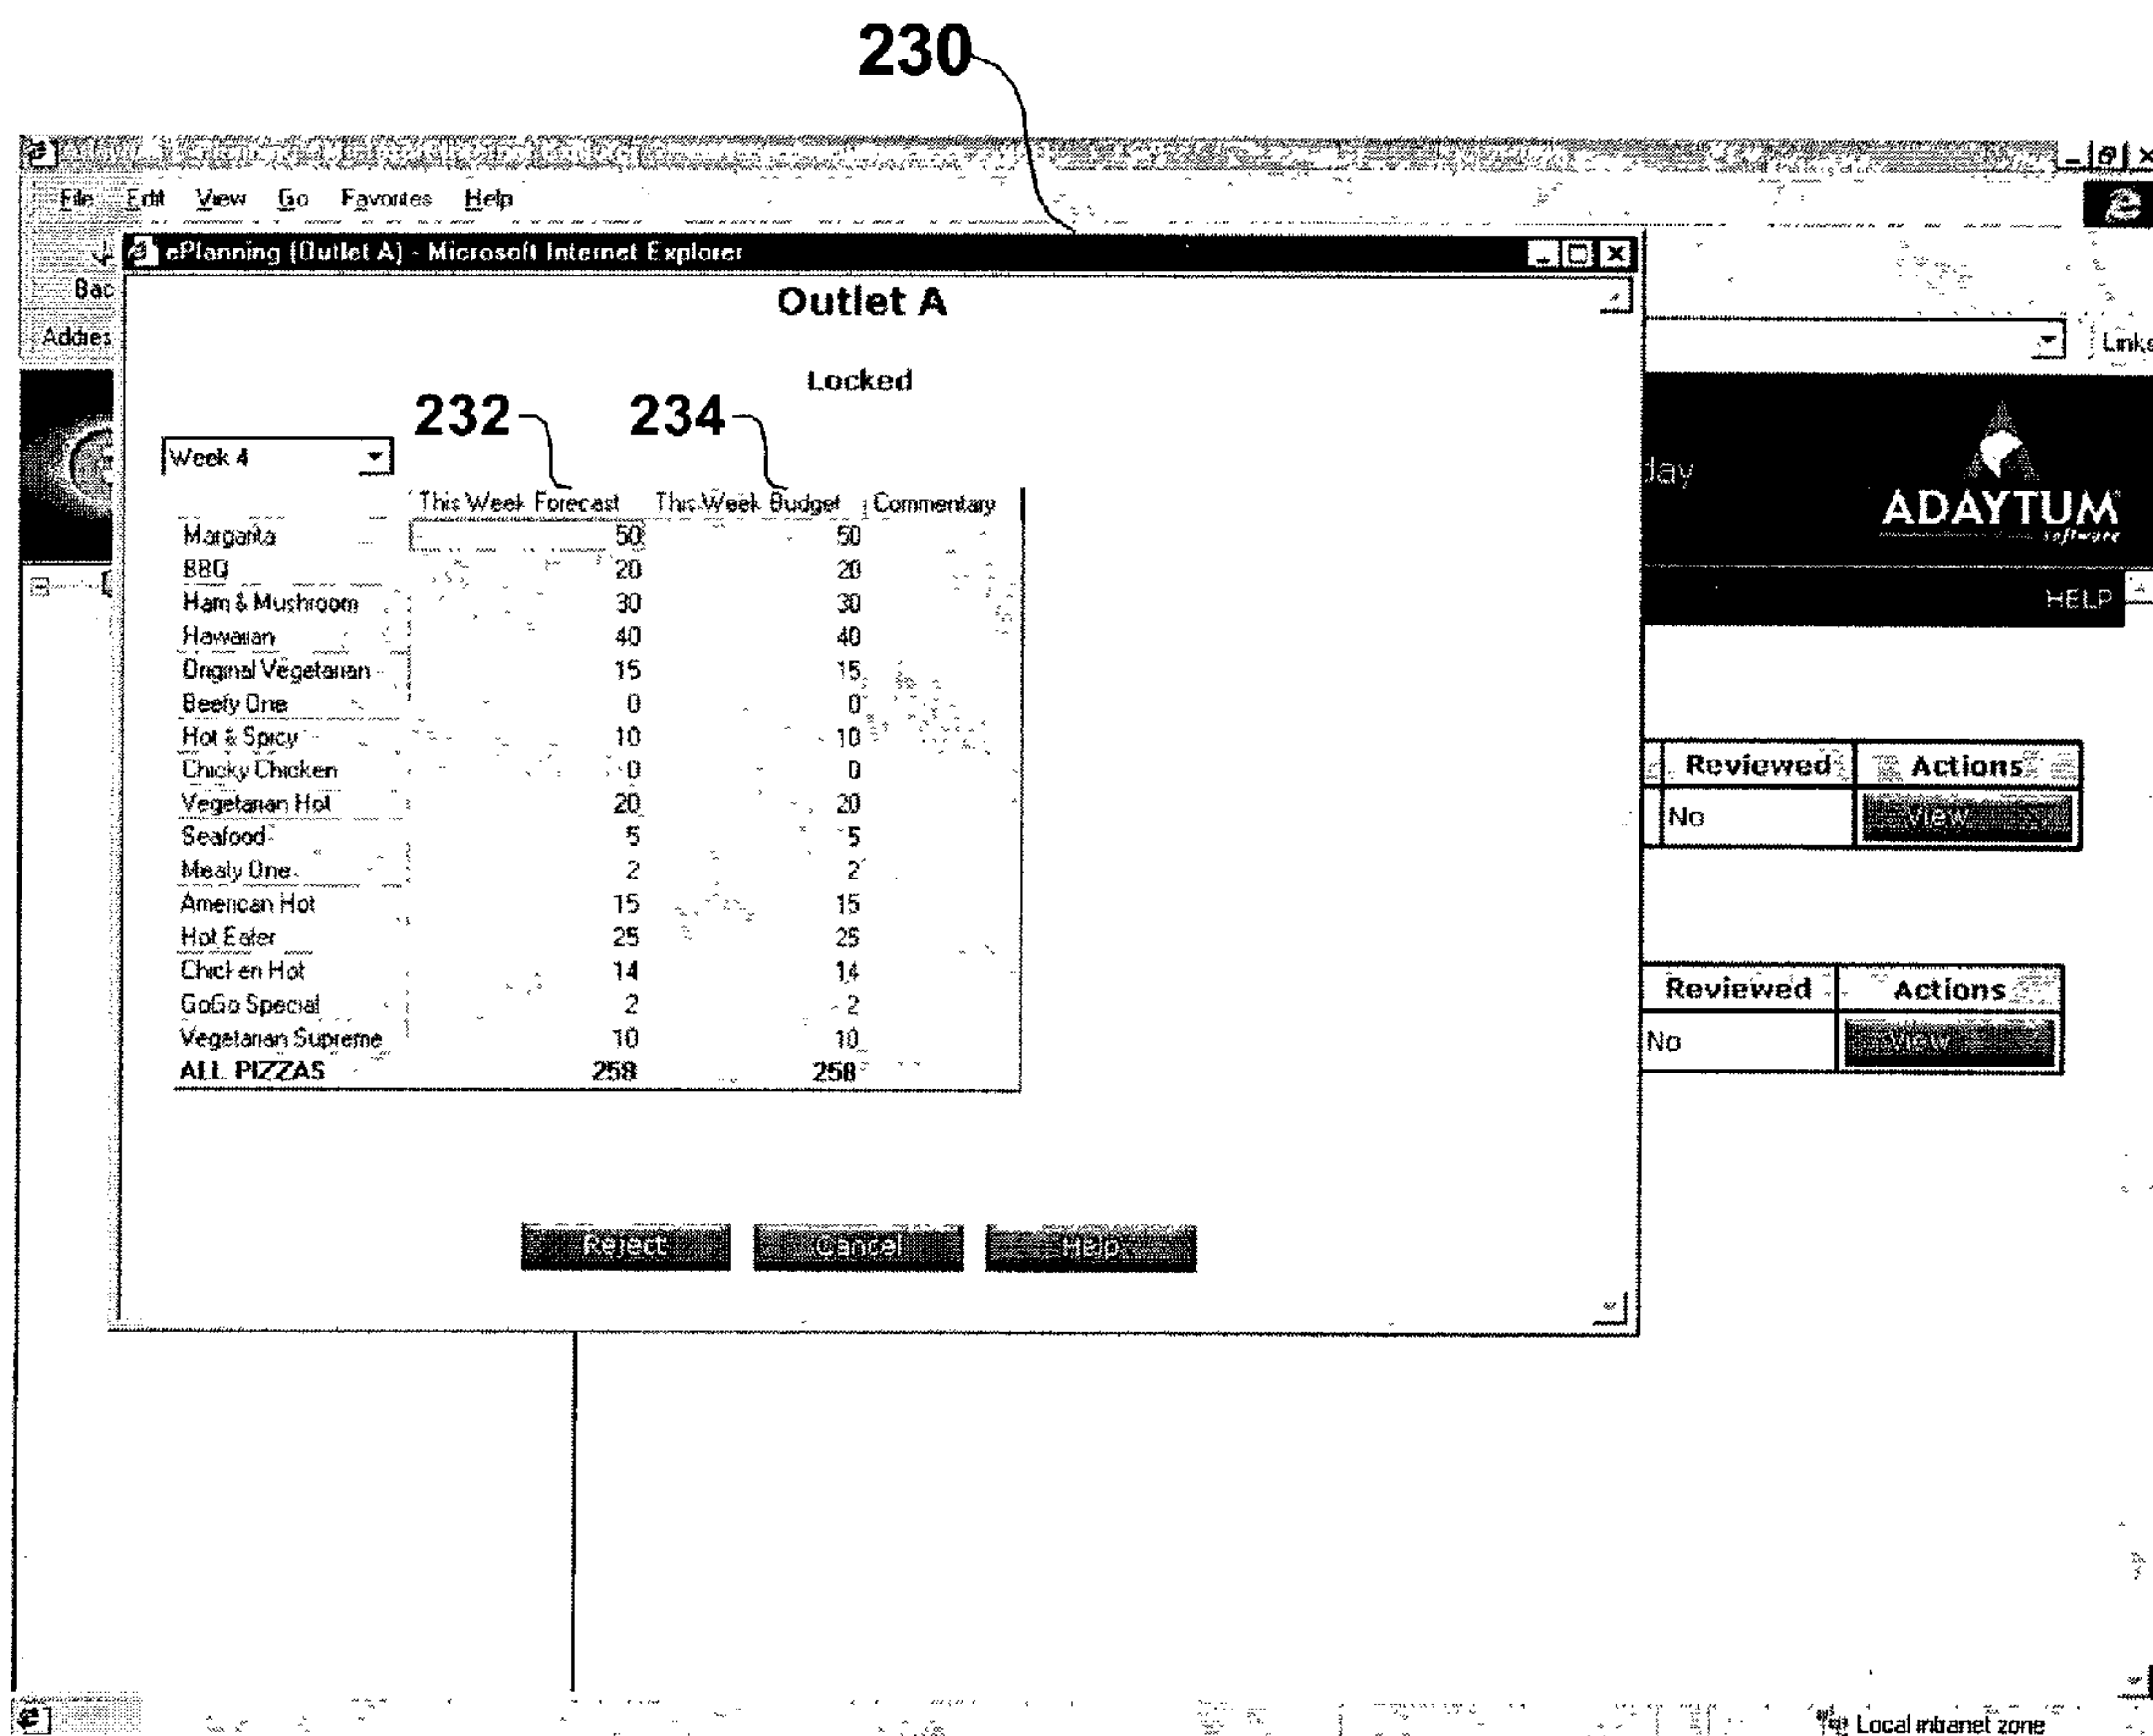 230
File Edit View Go Favorites Help
ePlanning (Outlet A) - Microsoft Internet Explorer
Bac
Addres
Links
Outlet A
Locked
232 234
Week 4
day
ADAYTUM
software
HELP
This Week Forecast This Week Budget Commentary
Margarita 50 50
BBQ 20 20
Ham & Mushroom 30 30
Hawaiian 40 40
Original Vegetarian 15 15
Beefy One 0 0
Hot & Spicy 10 10
Chicky Chicken 0 0
Vegetarian Hot 20 20
Seafood 5 5
Mealy One 2 2
American Hot 15 15
Hot Eater 25 25
Chicken Hot 14 14
GoGo Special 2 2
Vegetarian Supreme 10 10
ALL PIZZAS 258 258
Reviewed Actions
No View
Reviewed Actions
No View
Reject Cancel Help
Local intranet zone